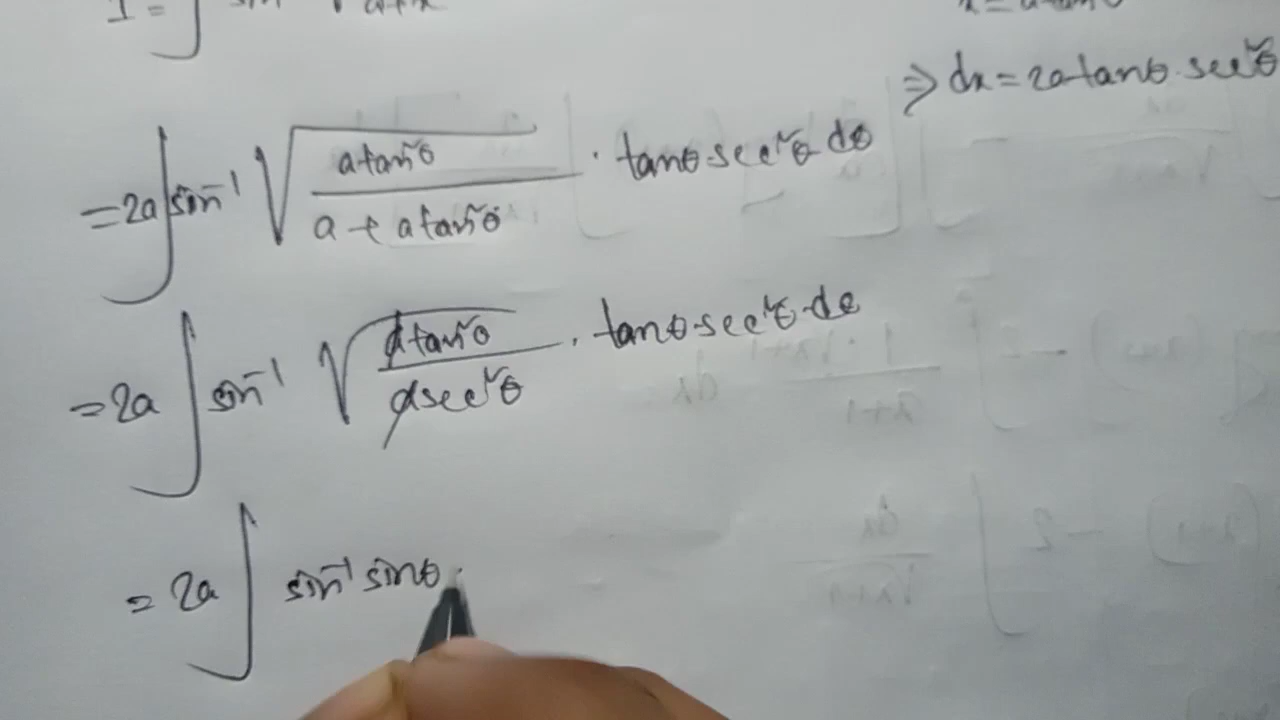 ⇒ dx = 2a tanθ. sec²θ
= 2a ∫ sin⁻¹ √(a tan²θ / a + a tan²θ) . tanθ sec²θ dθ
= 2a ∫ sin⁻¹ √(a tan²θ / a sec²θ) . tanθ. sec²θ. dθ
= 2a ∫ sin⁻¹ sinθ .